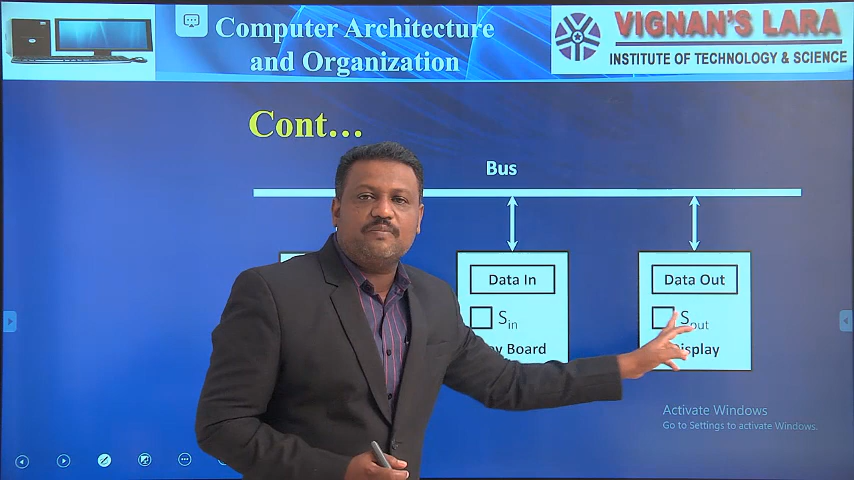 Computer Architecture
and Organization
VIGNAN'S LARA
INSTITUTE OF TECHNOLOGY & SCIENCE
Cont...
Bus
Data In
Data Out
Sin
Sout
Board
Display
Activate Windows
Go to Settings to activate Windows.